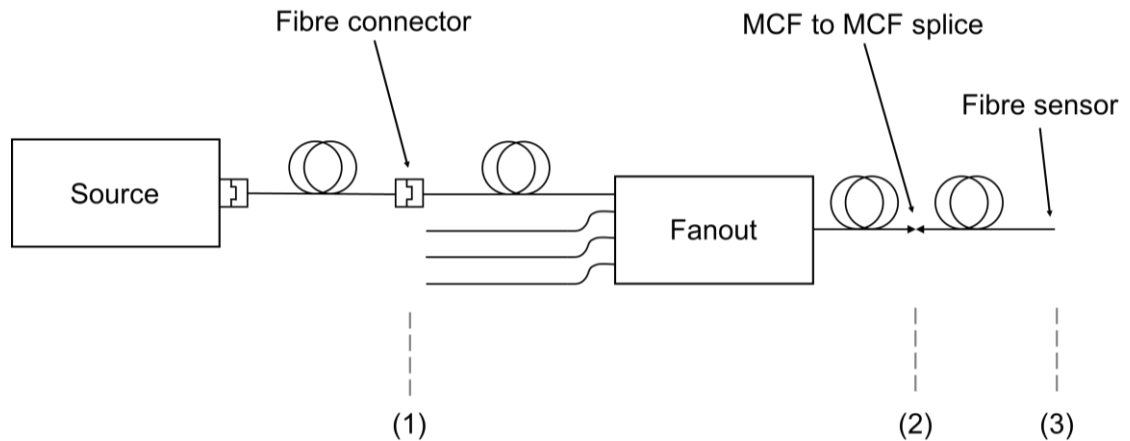 Fibre connector
MCF to MCF splice
Fibre sensor
Source
Fanout
(1)
(2)
(3)